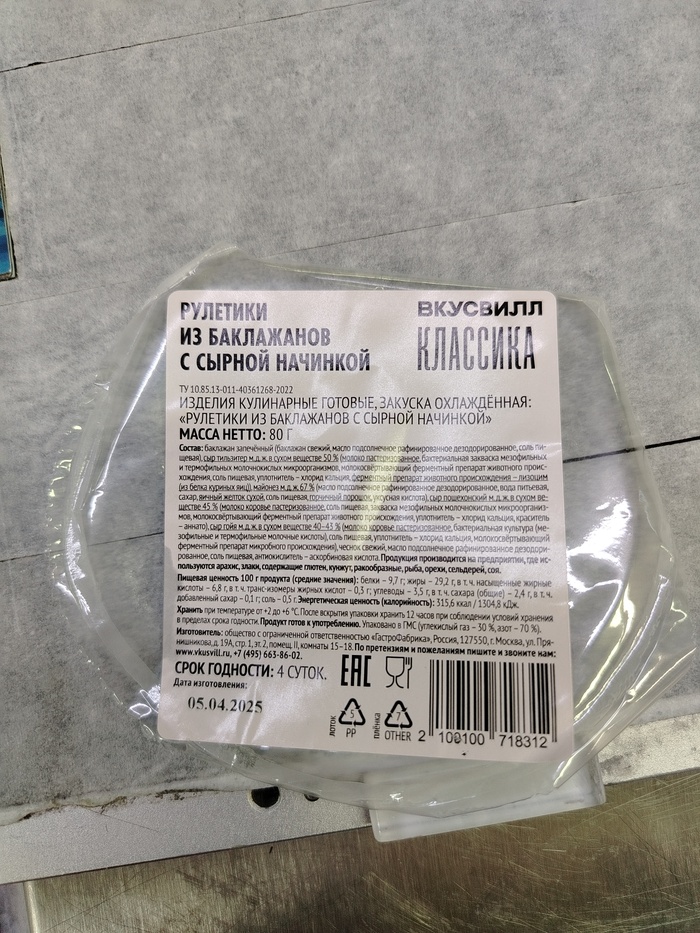 РУЛЕТИКИ
ИЗ БАКЛАЖАНОВ
С СЫРНОЙ НАЧИНКОЙ
ВКУСВИЛЛ
КЛАССИКА
ТУ 10.85.13-011-40361268-2022
ИЗДЕЛИЯ КУЛИНАРНЫЕ ГОТОВЫЕ, ЗАКУСКА ОХЛАЖДЁННАЯ:
«РУЛЕТИКИ ИЗ БАКЛАЖАНОВ С СЫРНОЙ НАЧИНКОЙ»
МАССА НЕТТО: 80 Г
Состав: баклажан запечённый (баклажан свежий, масло подсолнечное рафинированное дезодорированное, соль пи-
щевая), сыр тильзитер м.д.ж. в сухом веществе 50 % (молоко пастеризованное, бактериальная закваска мезофильных
и термофильных молочнокислых микроорганизмов, молокосвёртывающий ферментный препарат животного проис-
хождения, соль пищевая, уплотнитель – хлорид кальция, ферментный препарат животного происхождения – лизоцим
(из белка куриных яиц), майонез м.д.ж. 67 % (масло подсолнечное рафинированное дезодорированное, вода питьевая,
сахар, яичный желток сухой, соль пищевая, горчичный порошок, уксусная кислота), сыр пошехонский м.д.ж. в сухом ве-
ществе 45 % (молоко коровье пастеризованное, соль пищевая, закваска мезофильных молочнокислых микроорганиз-
мов, молокосвёртывающий ферментный препарат животного происхождения, уплотнитель – хлорид кальция, краситель
– аннато), сыр гойя м.д.ж. в сухом веществе 40–43 % (молоко коровье пастеризованное, бактериальная культура (ме-
зофильные и термофильные молочные кислоты), соль пищевая, уплотнитель – хлорид кальция, молокосвёртывающий
ферментный препарат микробного происхождения), чеснок свежий, масло подсолнечное рафинированное дезодори-
рованное, соль пищевая, антиокислитель – аскорбиновая кислота. Продукция производится на предприятии, где ис-
пользуются арахис, злаки, содержащие глютен, кунжут, ракообразные, рыба, орехи, сельдерей, соя.
Пищевая ценность 100 г продукта (средние значения): белки – 9,7 г; жиры – 29,2 г, в т. ч. насыщенные жирные
кислоты – 6,8 г, в т. ч. транс-изомеры жирных кислот – 0,3 г; углеводы – 3,5 г, в т. ч. сахара (общие) – 2,4 г, в т. ч.
добавленный сахар – 0,1 г; соль – 0,5 г. Энергетическая ценность (калорийность): 315,6 ккал / 1304,8 кДж.
Хранить при температуре от +2 до +6 °С. После вскрытия упаковки хранить 12 часов при соблюдении условий хранения
в пределах срока годности. Продукт готов к употреблению. Упаковано в ГМС (углекислый газ – 30 %, азот – 70 %).
Изготовитель: общество с ограниченной ответственностью «ГастроФабрика», Россия, 127550, г. Москва, ул. Пря-
нишникова, д. 19А, стр. 1, эт. 2, помещ. II, комнаты 15–18. По претензиям и пожеланиям пишите и звоните нам:
www.vkusvill.ru, +7 (495) 663-86-02.
СРОК ГОДНОСТИ: 4 СУТОК.
Дата изготовления:
05.04.2025
EAC
лоток
5
PP
плёнка
7
OTHER
2 100100 718312